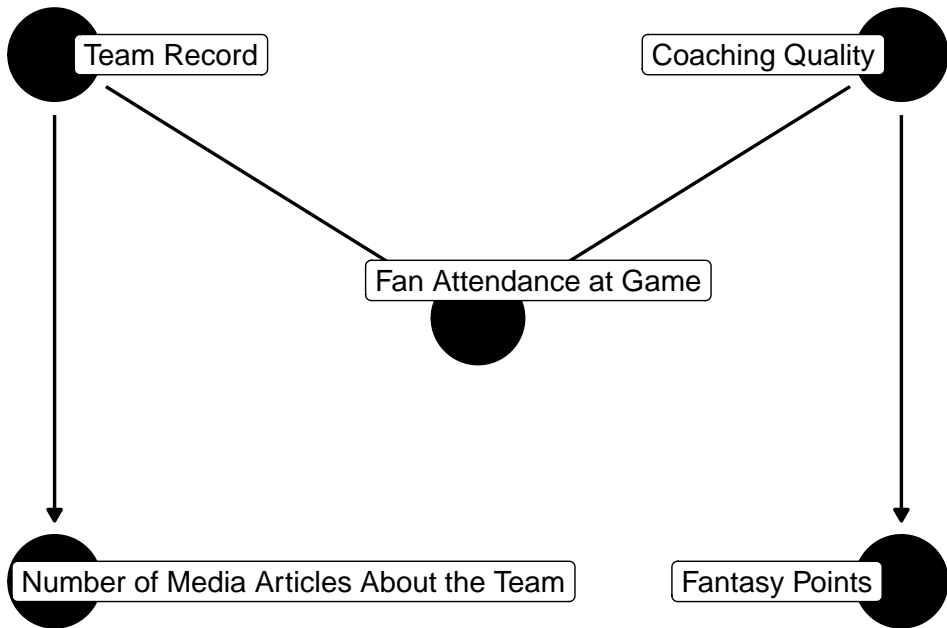 Team Record
Coaching Quality
Fan Attendance at Game
Number of Media Articles About the Team
Fantasy Points